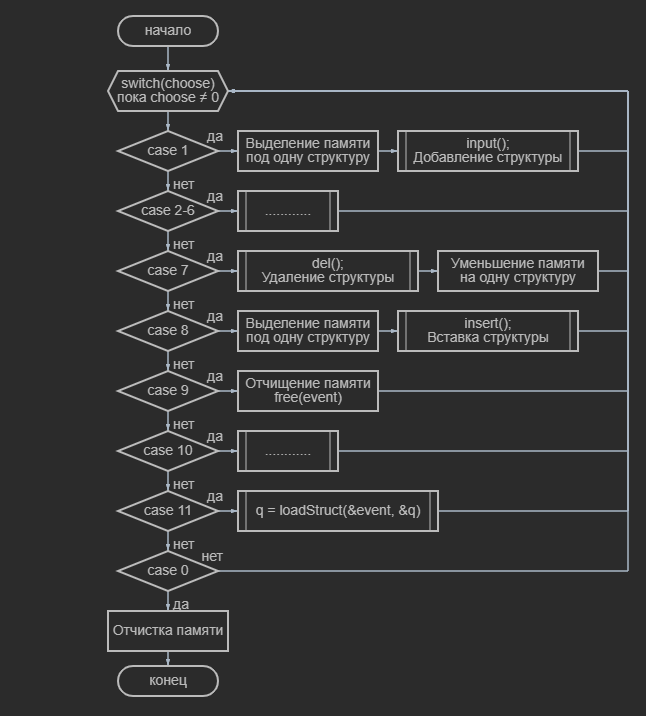 начало
switch(choose)
пока choose ≠ 0
case 1
да
Выделение памяти
под одну структуру
input();
Добавление структуры
нет
case 2-6
да
............
нет
case 7
да
del();
Удаление структуры
Уменьшение памяти
на одну структуру
нет
case 8
да
Выделение памяти
под одну структуру
insert();
Вставка структуры
нет
case 9
да
Отчищение памяти
free(event)
нет
case 10
да
............
нет
case 11
да
q = loadStruct(&event, &q)
нет
case 0
нет
да
Отчистка памяти
конец